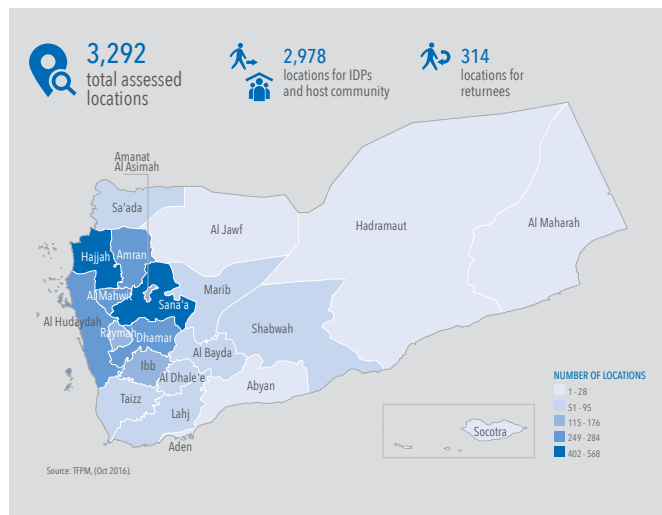 3,292
total assessed
locations
2,978
locations for IDPs
and host community
314
locations for
returnees
Amanat
Al Asimah
Sa'ada
Al Jawf
Hadramaut
Al Maharah
Hajjah
Amran
Marib
Al Mahwit
Sana'a
Al Hudaydah
Raymah
Dhamar
Shabwah
Al Bayda
Ibb
Al Dhale'e
Abyan
Taizz
Lahj
Aden
Socotra
NUMBER OF LOCATIONS
1 - 28
51 - 95
115 - 176
249 - 284
402 - 568
Source: TFPM, (Oct 2016).